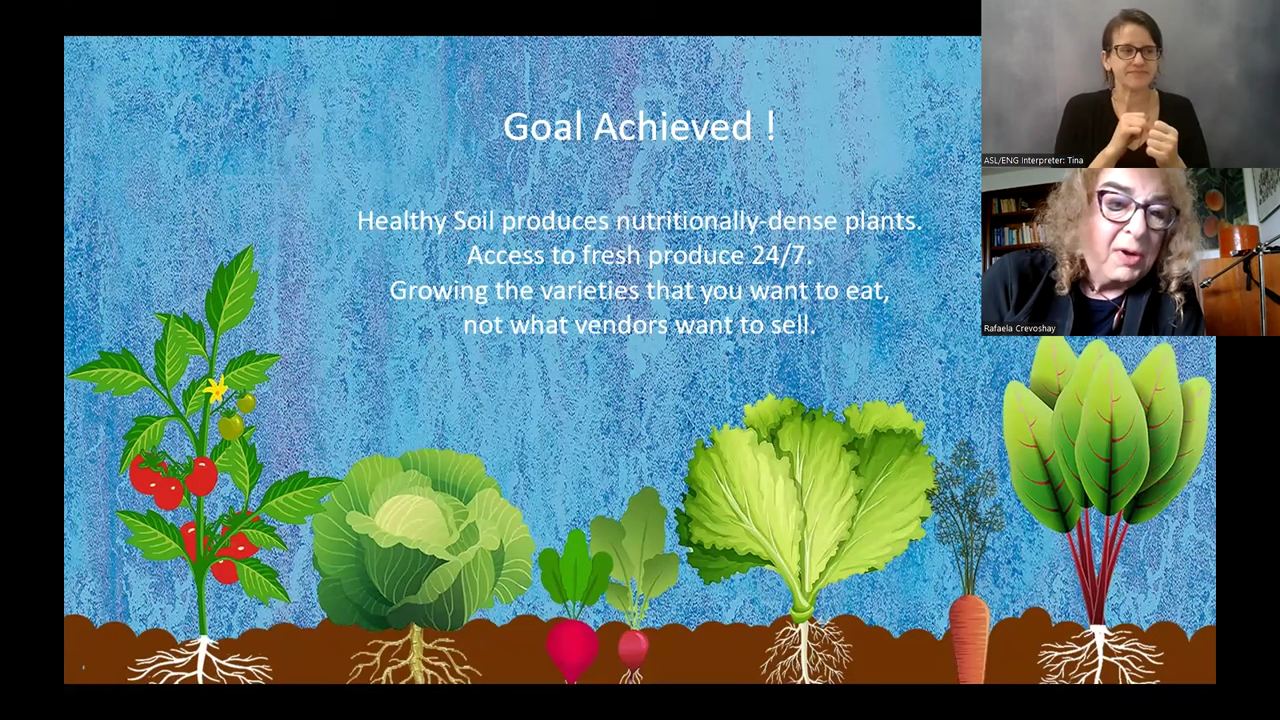 Goal Achieved !
Healthy Soil produces nutritionally-dense plants.
Access to fresh produce 24/7.
Growing the varieties that you want to eat,
not what vendors want to sell.
ASL/ENG Interpreter: Tina
Rafaela Crevoshay